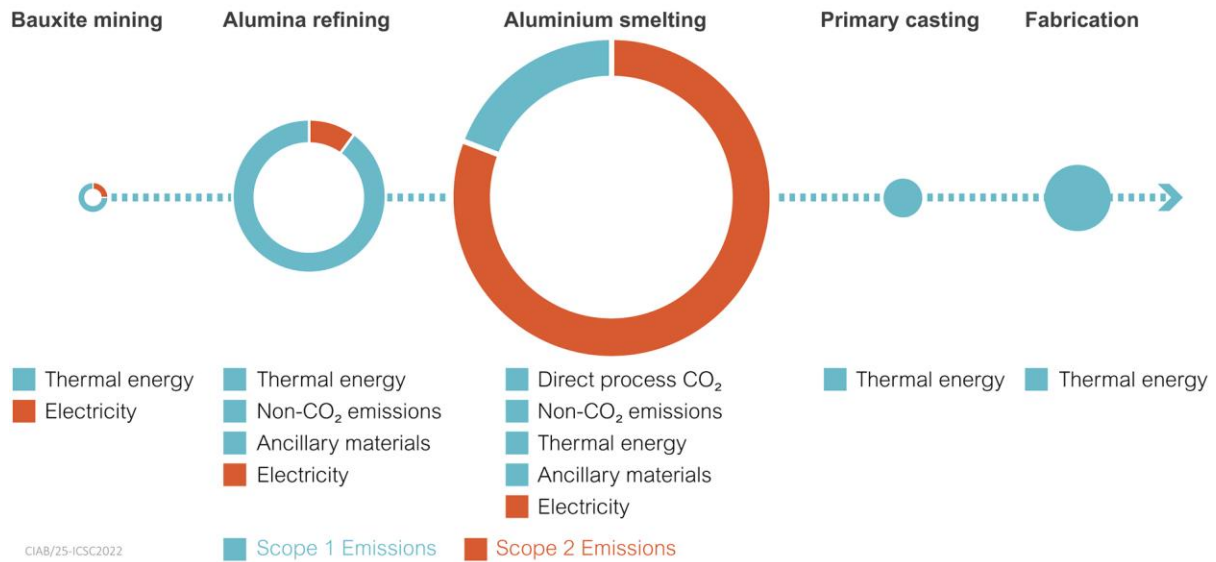 Bauxite mining
Alumina refining
Aluminium smelting
Primary casting
Fabrication
Thermal energy
Electricity
Thermal energy
Non-CO₂ emissions
Ancillary materials
Electricity
Direct process CO₂
Non-CO₂ emissions
Thermal energy
Ancillary materials
Electricity
Thermal energy
Thermal energy
CIAB/25-ICSC2022
Scope 1 Emissions
Scope 2 Emissions